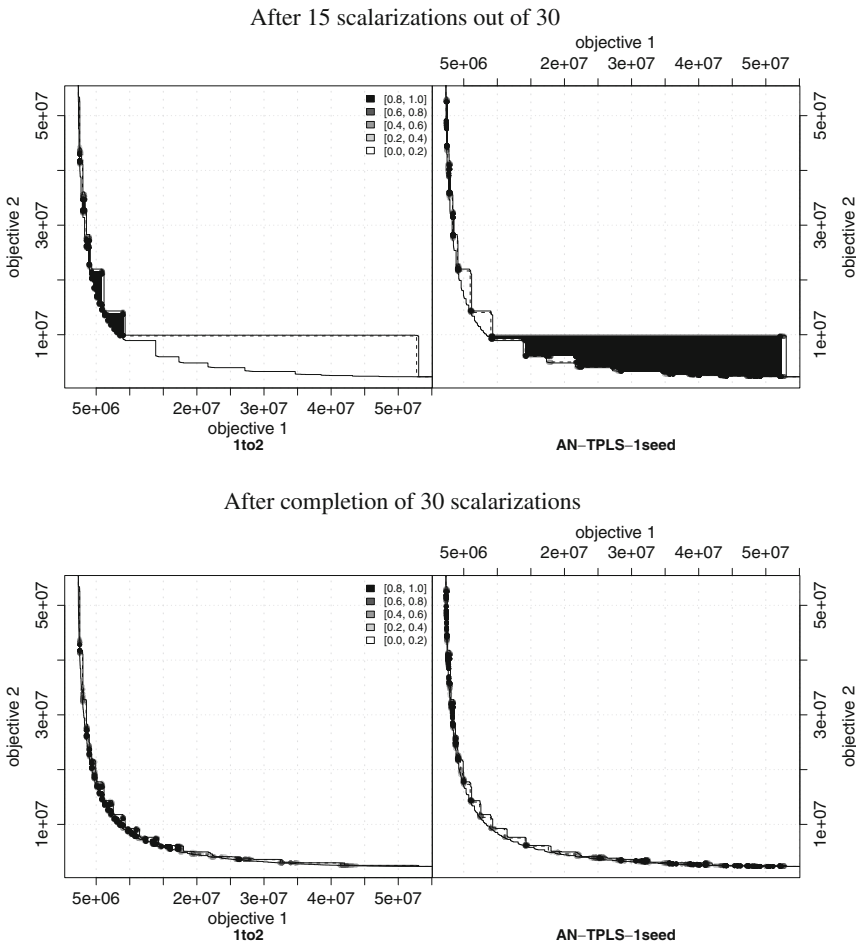 After 15 scalarizations out of 30
objective 1
5e+06 2e+07 3e+07 4e+07 5e+07
[0.8, 1.0]
[0.6, 0.8)
[0.4, 0.6)
[0.2, 0.4)
[0.0, 0.2)
objective 2
1e+07 3e+07 5e+07
1e+07 3e+07 5e+07
objective 2
5e+06 2e+07 3e+07 4e+07 5e+07
objective 1
1to2
AN-TPLS-1seed
After completion of 30 scalarizations
objective 1
5e+06 2e+07 3e+07 4e+07 5e+07
[0.8, 1.0]
[0.6, 0.8)
[0.4, 0.6)
[0.2, 0.4)
[0.0, 0.2)
objective 2
1e+07 3e+07 5e+07
1e+07 3e+07 5e+07
objective 2
5e+06 2e+07 3e+07 4e+07 5e+07
objective 1
1to2
AN-TPLS-1seed